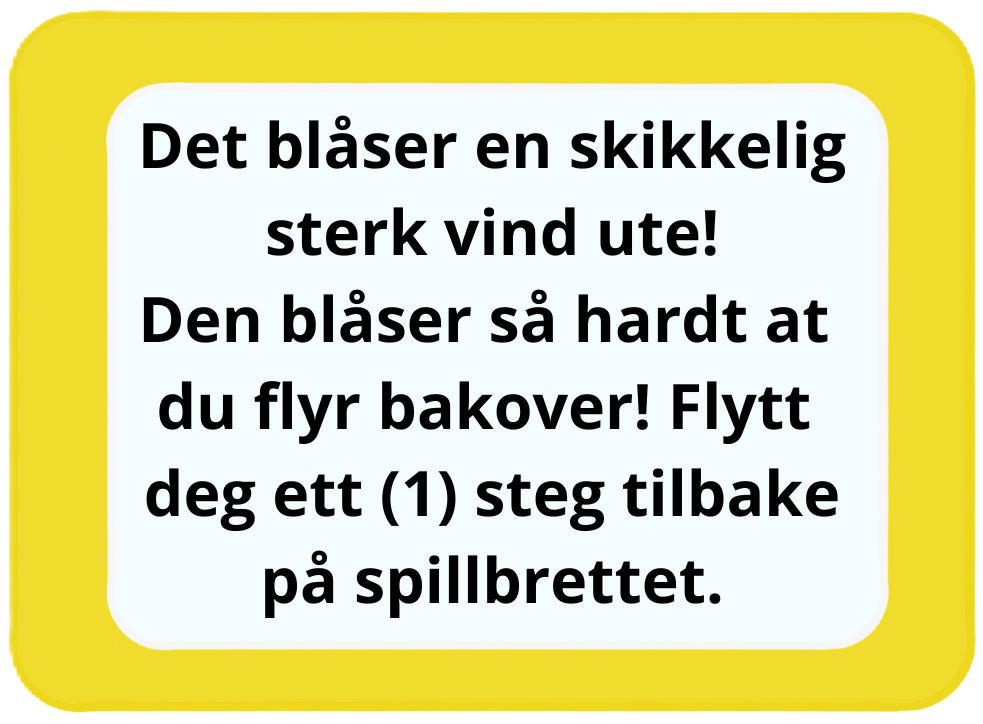 Det blåser en skikkelig
sterk vind ute!
Den blåser så hardt at
du flyr bakover! Flytt
deg ett (1) steg tilbake
på spillbrettet.